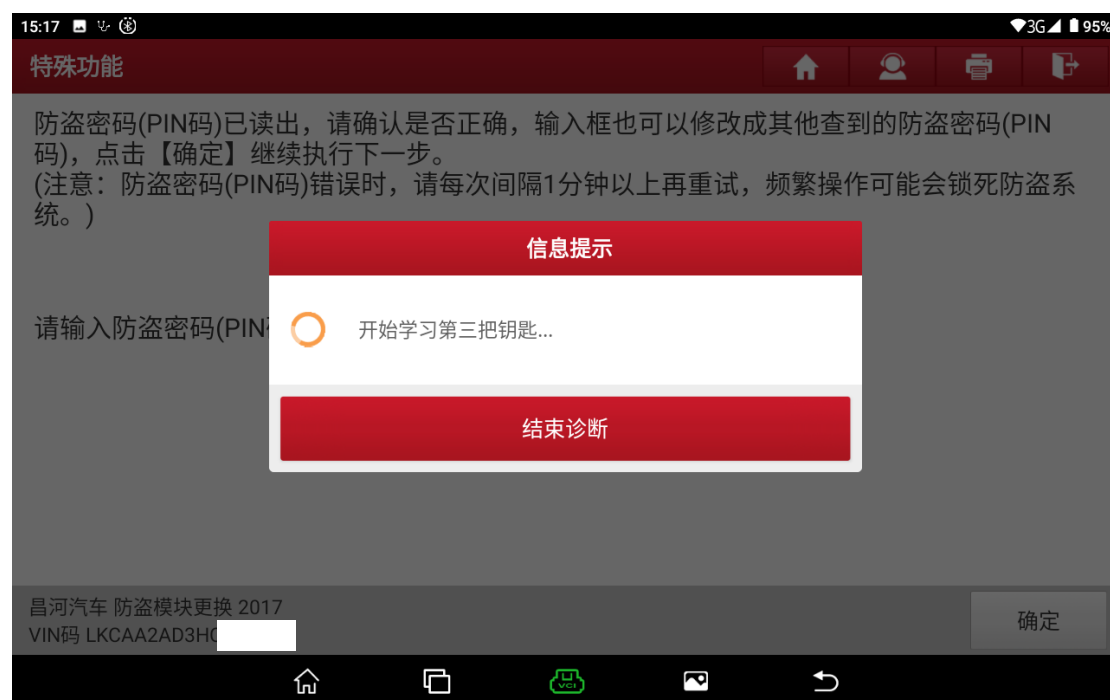 15:17 3G 95%
特殊功能
防盗密码(PIN码)已读出，请确认是否正确，输入框也可以修改成其他查到的防盗密码(PIN
码)，点击【确定】继续执行下一步。
(注意：防盗密码(PIN码)错误时，请每次间隔1分钟以上再重试，频繁操作可能会锁死防盗系
统。)
信息提示
请输入防盗密码(PIN
开始学习第三把钥匙...
结束诊断
昌河汽车 防盗模块更换 2017
VIN码 LKCAA2AD3H
确定
VCI